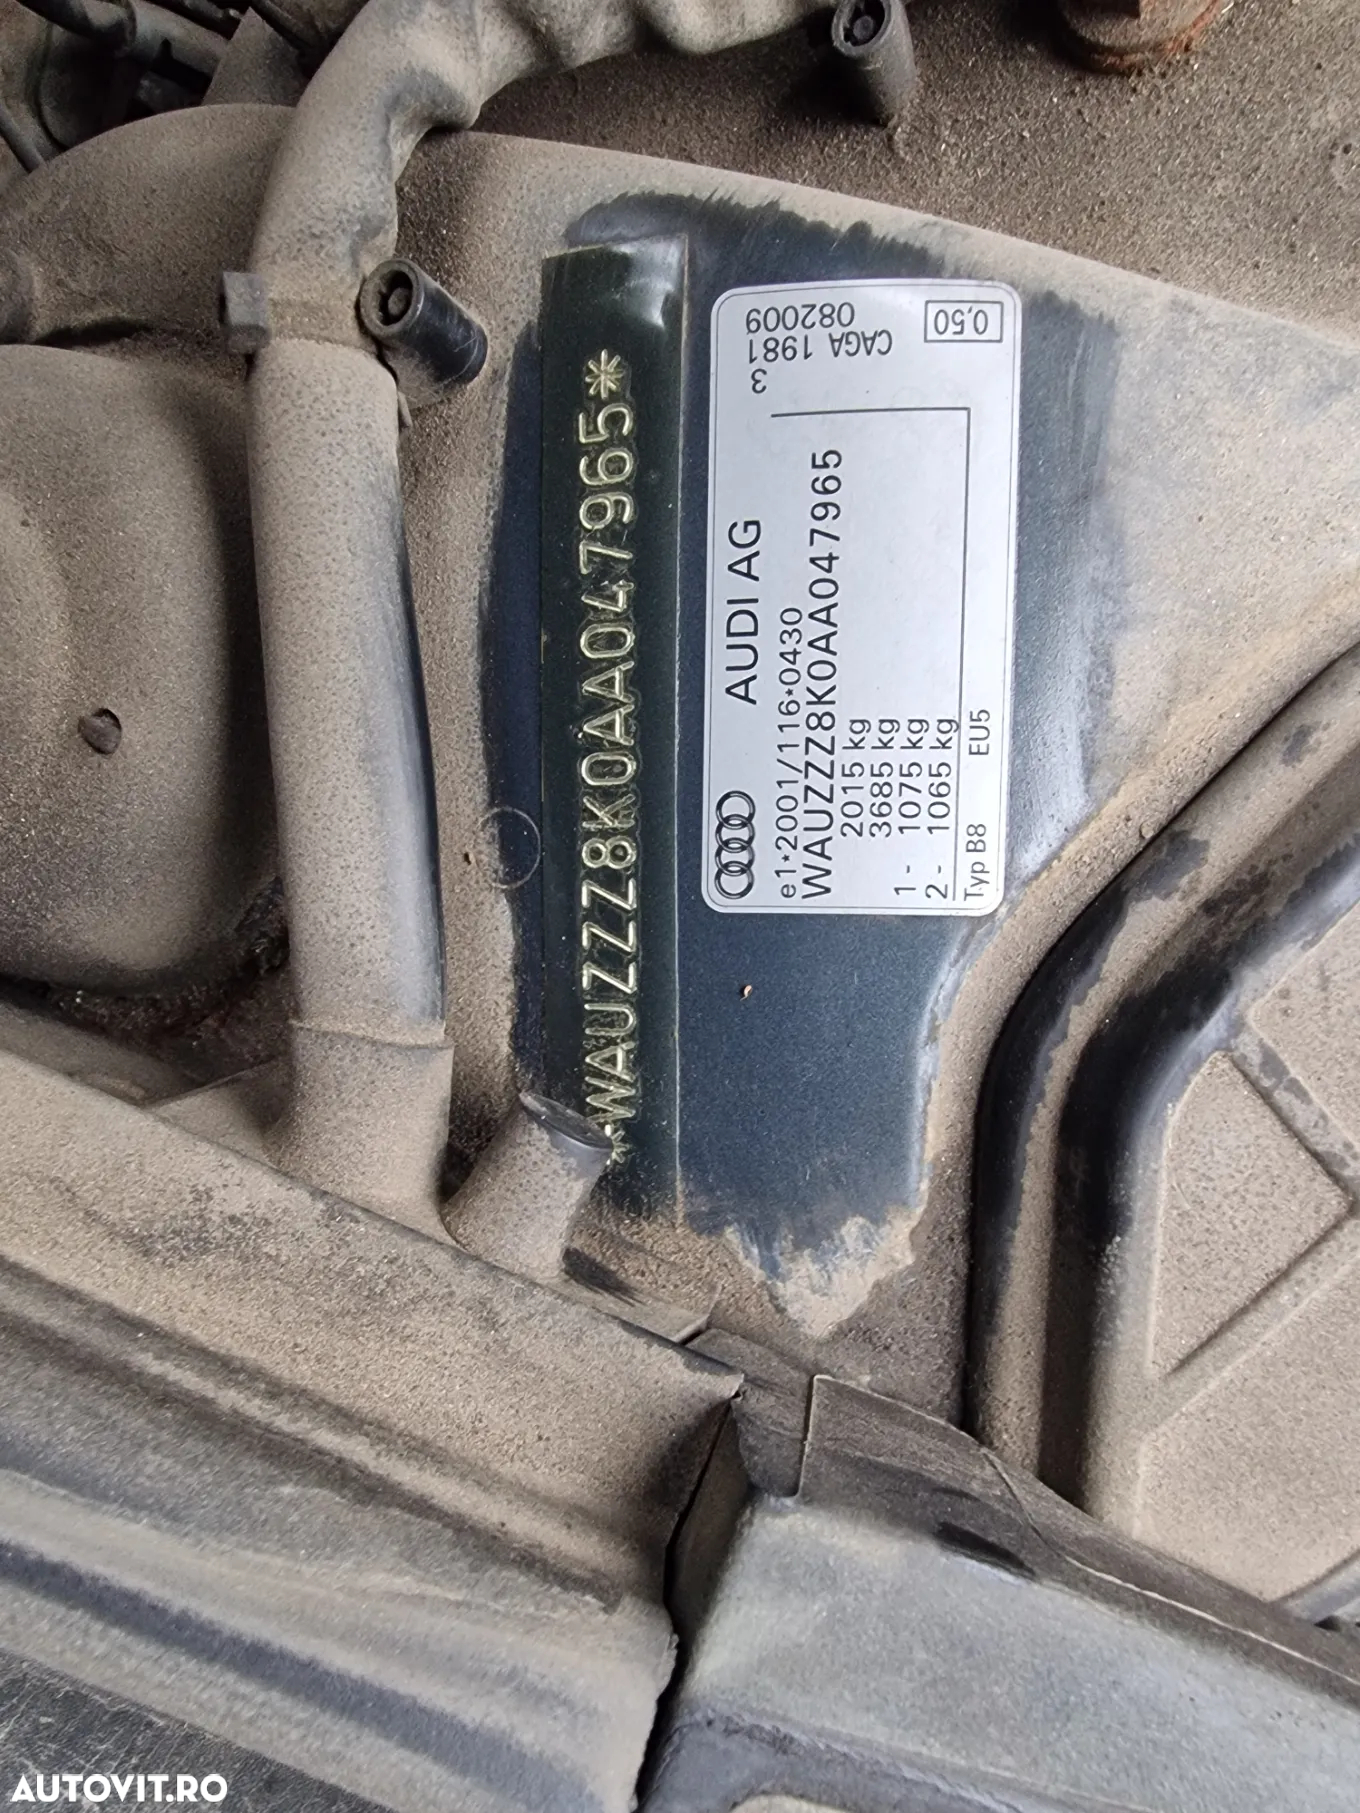 *WAUZZZ8K0AA047965*
AUDI AG
e1*2001/116*0430
WAUZZZ8K0AA047965
2015 kg
3685 kg
1 - 1075 kg
2 - 1065 kg
Typ B8 EU5
0,50
CAGA 1981 3
082009
AUTOVIT.RO